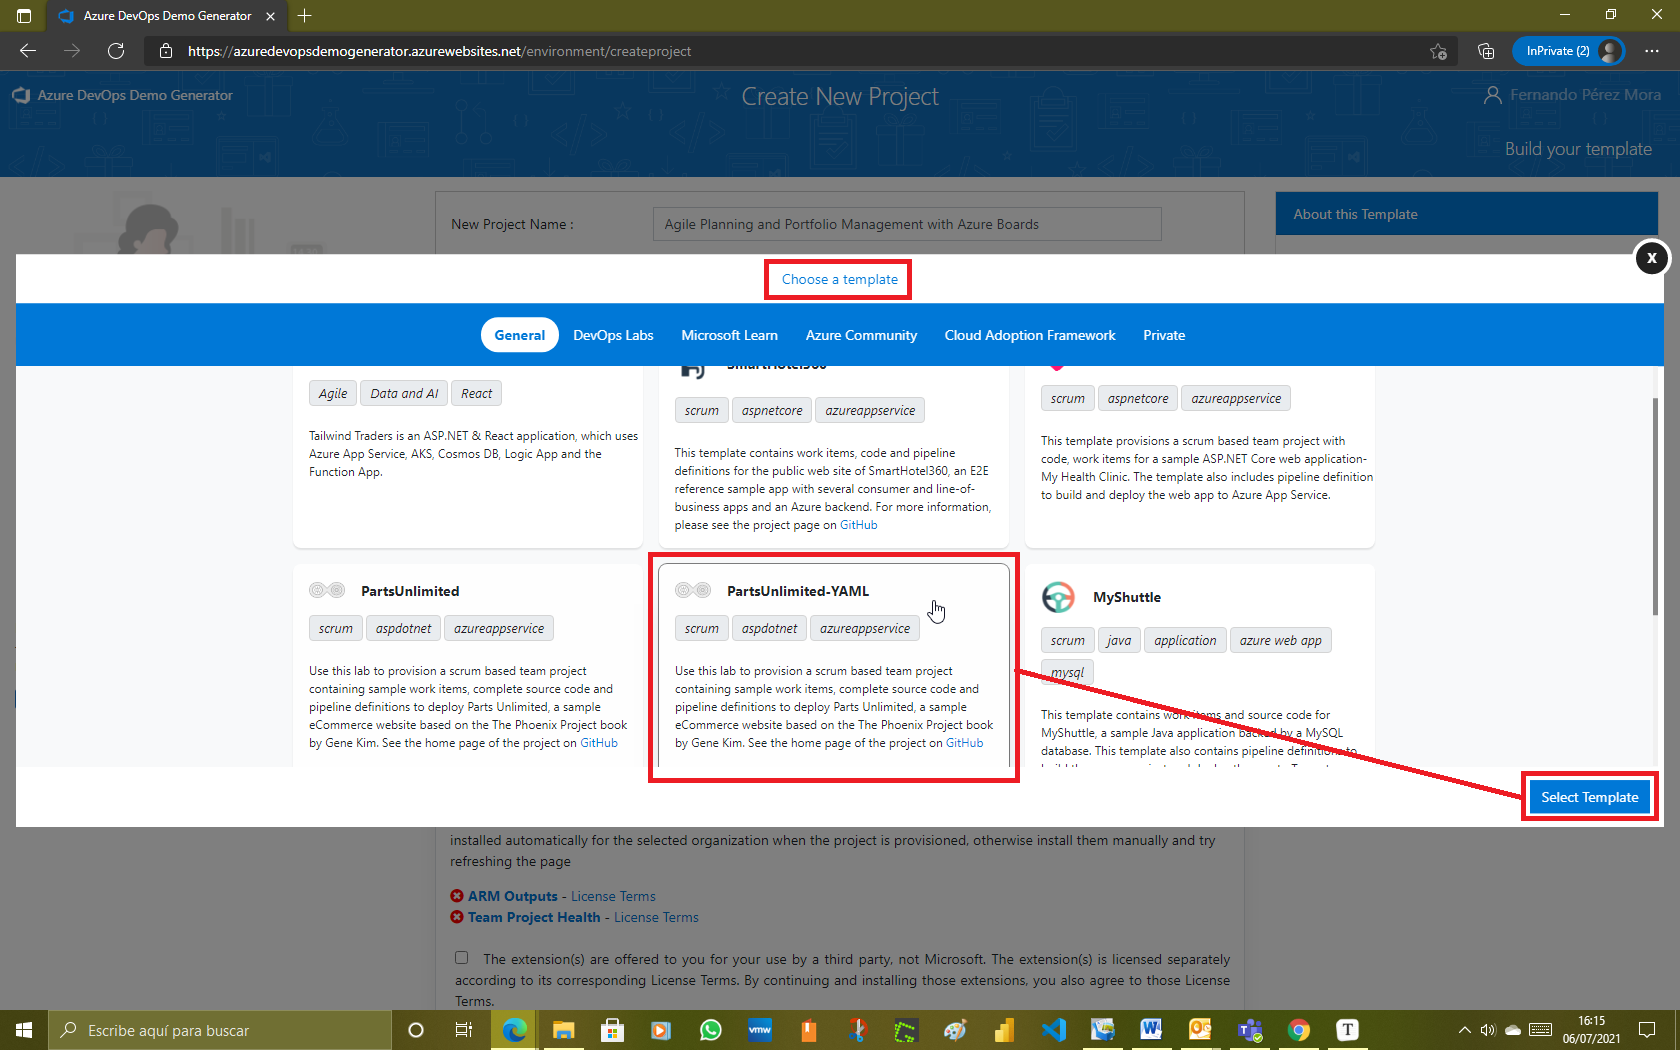 Azure DevOps Demo Generator
https://azuredevopsdemogenerator.azurewebsites.net/environment/createproject
InPrivate (2)
Azure DevOps Demo Generator
Create New Project
Fernando Pérez Mora
Build your template
New Project Name :
Agile Planning and Portfolio Management with Azure Boards
About this Template
X
Choose a template
General
DevOps Labs
Microsoft Learn
Azure Community
Cloud Adoption Framework
Private
Agile
Data and AI
React
Tailwind Traders is an ASP.NET & React application, which uses
Azure App Service, AKS, Cosmos DB, Logic App and the
Function App.
SmartHotel360
scrum
aspnetcore
azureappservice
This template contains work items, code and pipeline
definitions for the public web site of SmartHotel360, an E2E
reference sample app with several consumer and line-of-
business apps and an Azure backend. For more information,
please see the project page on GitHub
scrum
aspnetcore
azureappservice
This template provisions a scrum based team project with
code, work items for a sample ASP.NET Core web application-
My Health Clinic. The template also includes pipeline definition
to build and deploy the web app to Azure App Service.
PartsUnlimited
scrum
aspdotnet
azureappservice
Use this lab to provision a scrum based team project
containing sample work items, complete source code and
pipeline definitions to deploy Parts Unlimited, a sample
eCommerce website based on the The Phoenix Project book
by Gene Kim. See the home page of the project on GitHub
PartsUnlimited-YAML
scrum
aspdotnet
azureappservice
Use this lab to provision a scrum based team project
containing sample work items, complete source code and
pipeline definitions to deploy Parts Unlimited, a sample
eCommerce website based on the The Phoenix Project book
by Gene Kim. See the home page of the project on GitHub
MyShuttle
scrum
java
application
azure web app
mysql
This template contains work items and source code for
MyShuttle, a sample Java application backed by a MySQL
database. This template also contains pipeline definitions to
Select Template
installed automatically for the selected organization when the project is provisioned, otherwise install them manually and try
refreshing the page
ARM Outputs - License Terms
Team Project Health - License Terms
The extension(s) are offered to you for your use by a third party, not Microsoft. The extension(s) is licensed separately
according to its corresponding License Terms. By continuing and installing those extensions, you also agree to those License
Terms.
Escribe aquí para buscar
vmw
T
16:15
06/07/2021